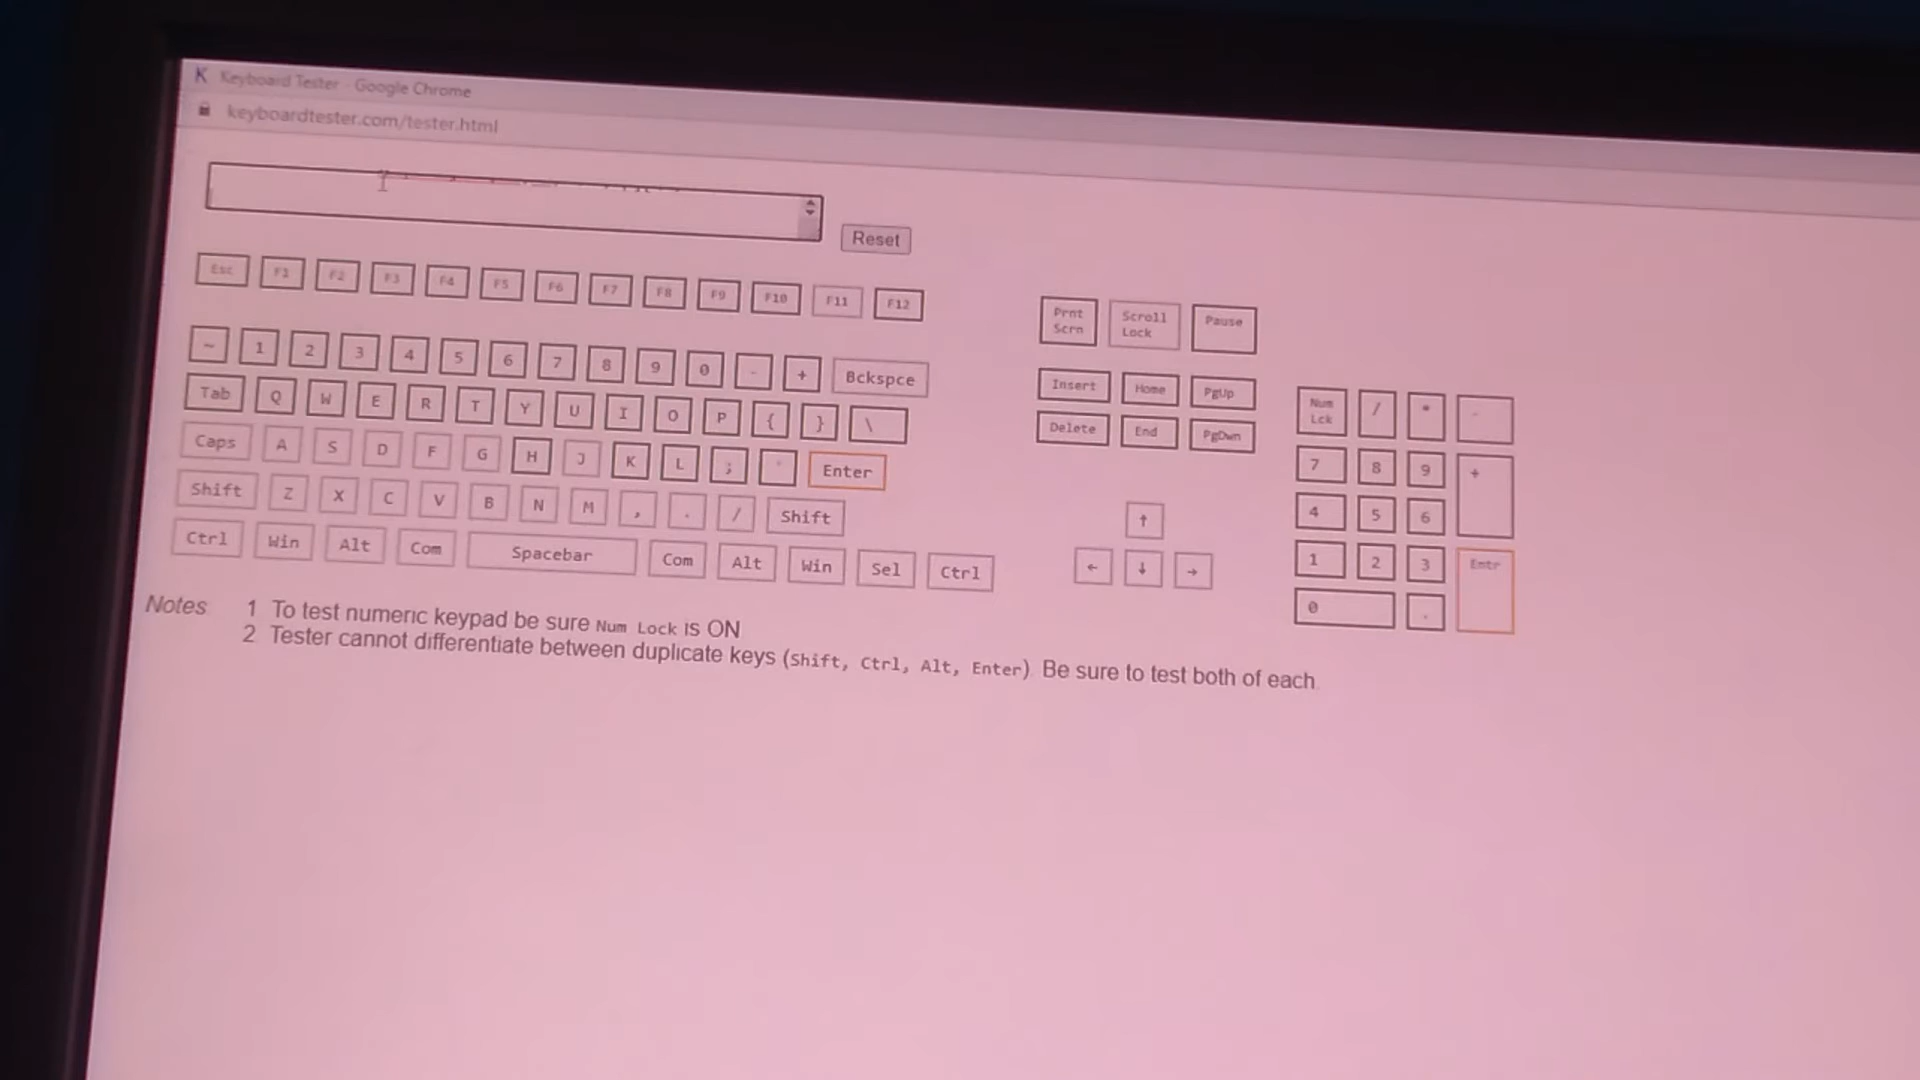 K Keyboard Tester - Google Chrome
keyboardtester.com/tester.html
Reset
Esc F1 F2 F3 F4 F5 F6 F7 F8 F9 F10 F11 F12
Prnt Scrn Scroll Lock Pause
~ 1 2 3 4 5 6 7 8 9 0 - + Bckspce
Insert Home PgUp
Num Lck / * -
Tab Q W E R T Y U I O P { } \
Delete End PgDwn
7 8 9 +
Caps A S D F G H J K L ; ' Enter
4 5 6
Shift Z X C V B N M , . / Shift
↑
1 2 3 Entr
Ctrl Win Alt Com Spacebar Com Alt Win Sel Ctrl
← ↓ →
0 .
Notes 1 To test numeric keypad be sure Num Lock is ON
2 Tester cannot differentiate between duplicate keys (Shift, Ctrl, Alt, Enter). Be sure to test both of each